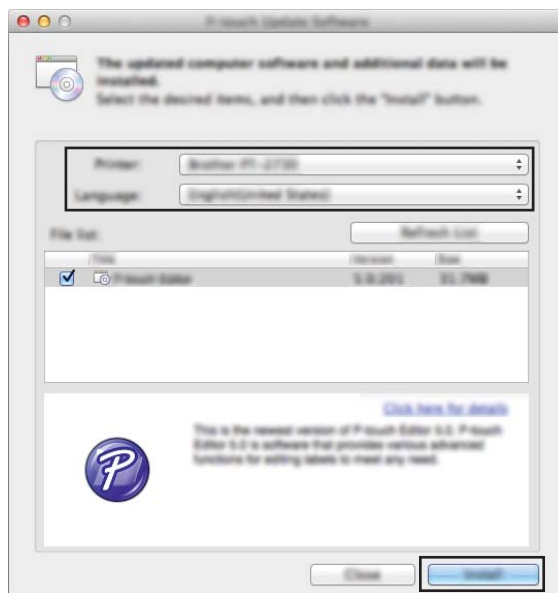 P-touch Update Software
The updated computer software and additional data will be
installed.
Select the desired items, and then click the "Install" button.
Printer: Brother PT-2730
Language: English(United States)
File list: Refresh List
Title Version Size
P-touch Editor 5.0.201 31.7MB
Click here for details
This is the newest version of P-touch Editor 5.0. P-touch
Editor 5.0 is software that provides various advanced
functions for editing labels to meet any need.
P
Close Install